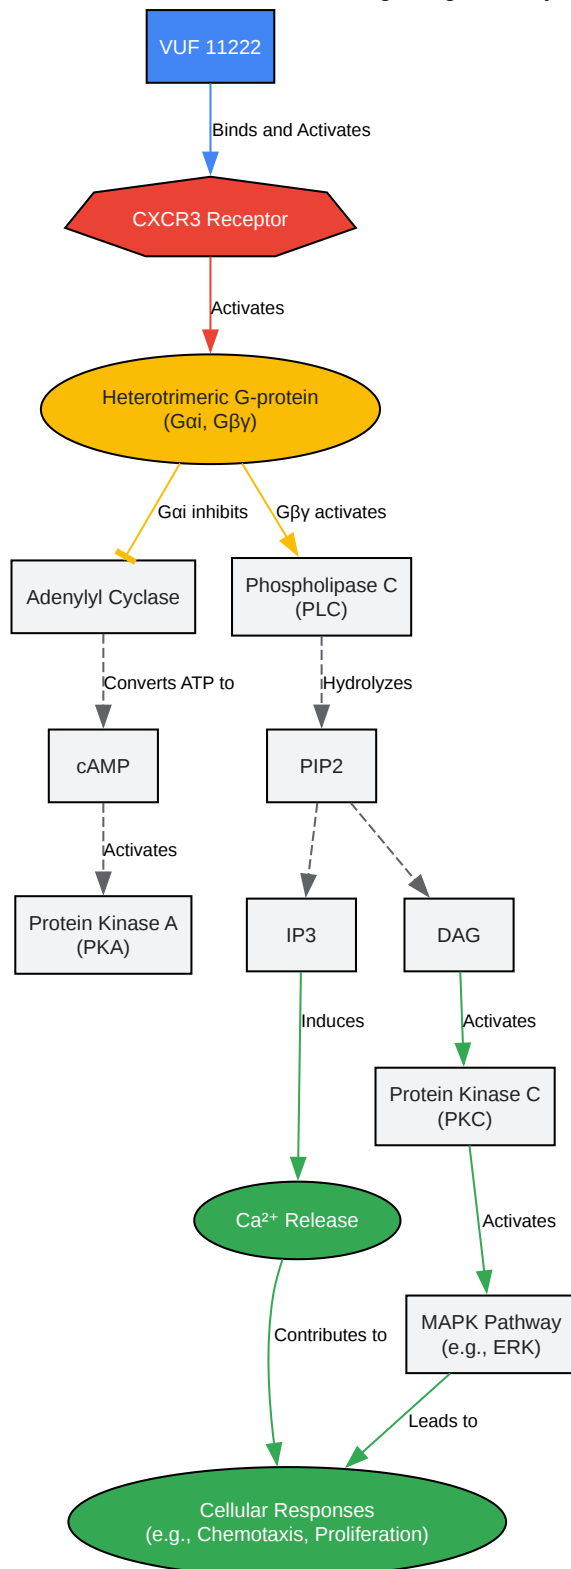 VUF 11222
Binds and Activates
CXCR3 Receptor
Activates
Heterotrimeric G-protein
(Gαi, Gβγ)
Gαi inhibits
Gβγ activates
Adenylyl Cyclase
Phospholipase C
(PLC)
Converts ATP to
Hydrolyzes
cAMP
PIP2
Activates
Protein Kinase A
(PKA)
IP3
DAG
Induces
Activates
Protein Kinase C
(PKC)
Ca²⁺ Release
Activates
MAPK Pathway
(e.g., ERK)
Contributes to
Leads to
Cellular Responses
(e.g., Chemotaxis, Proliferation)